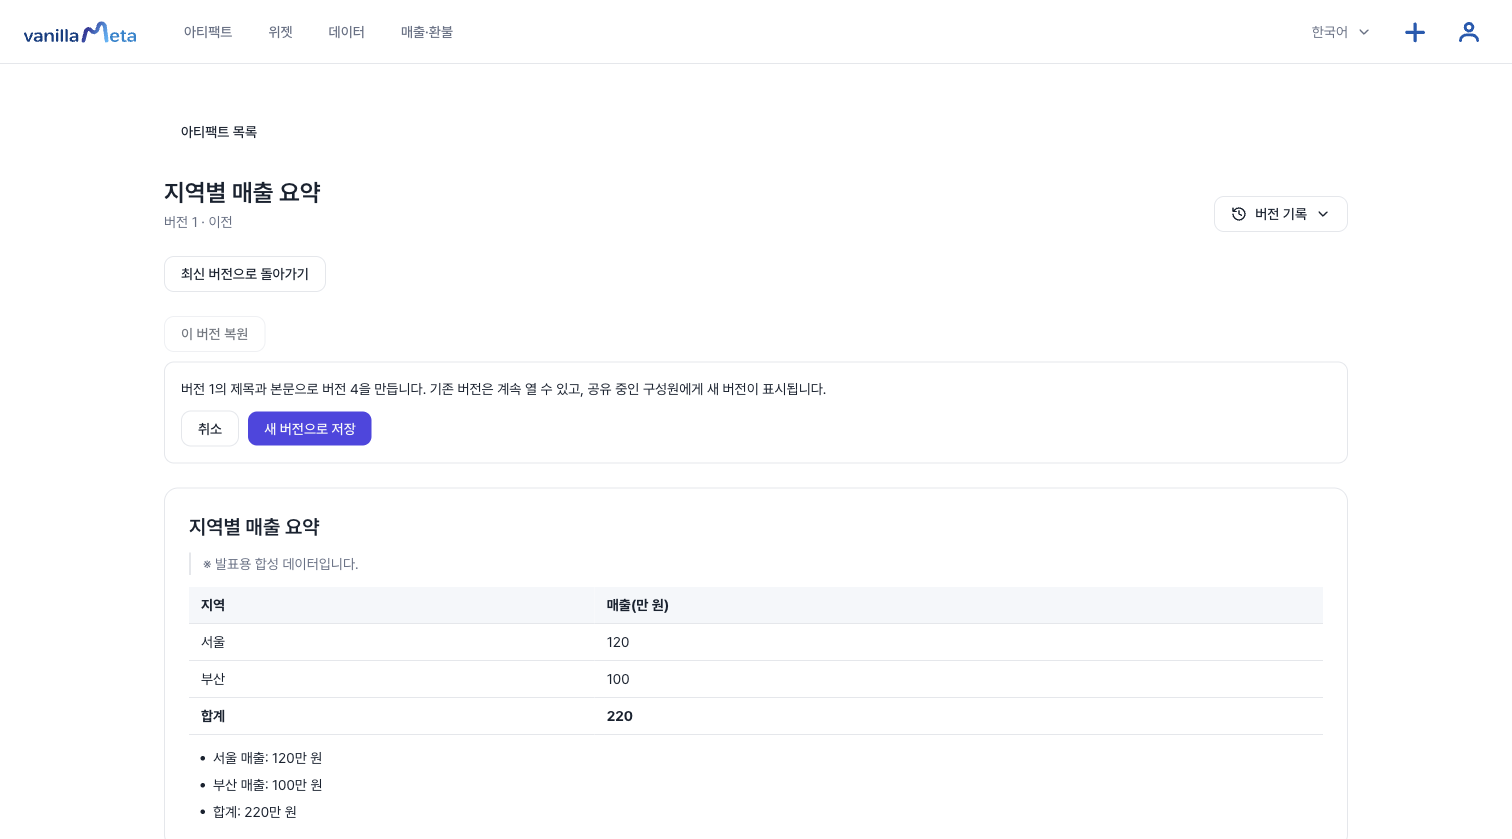 vanillaMeta
아티팩트
위젯
데이터
매출·환불
한국어
아티팩트 목록
지역별 매출 요약
버전 1 · 이전
버전 기록
최신 버전으로 돌아가기
이 버전 복원
버전 1의 제목과 본문으로 버전 4을 만듭니다. 기존 버전은 계속 열 수 있고, 공유 중인 구성원에게 새 버전이 표시됩니다.
취소
새 버전으로 저장
지역별 매출 요약
※ 발표용 합성 데이터입니다.
지역 매출(만 원)
서울 120
부산 100
합계 220
• 서울 매출: 120만 원
• 부산 매출: 100만 원
• 합계: 220만 원